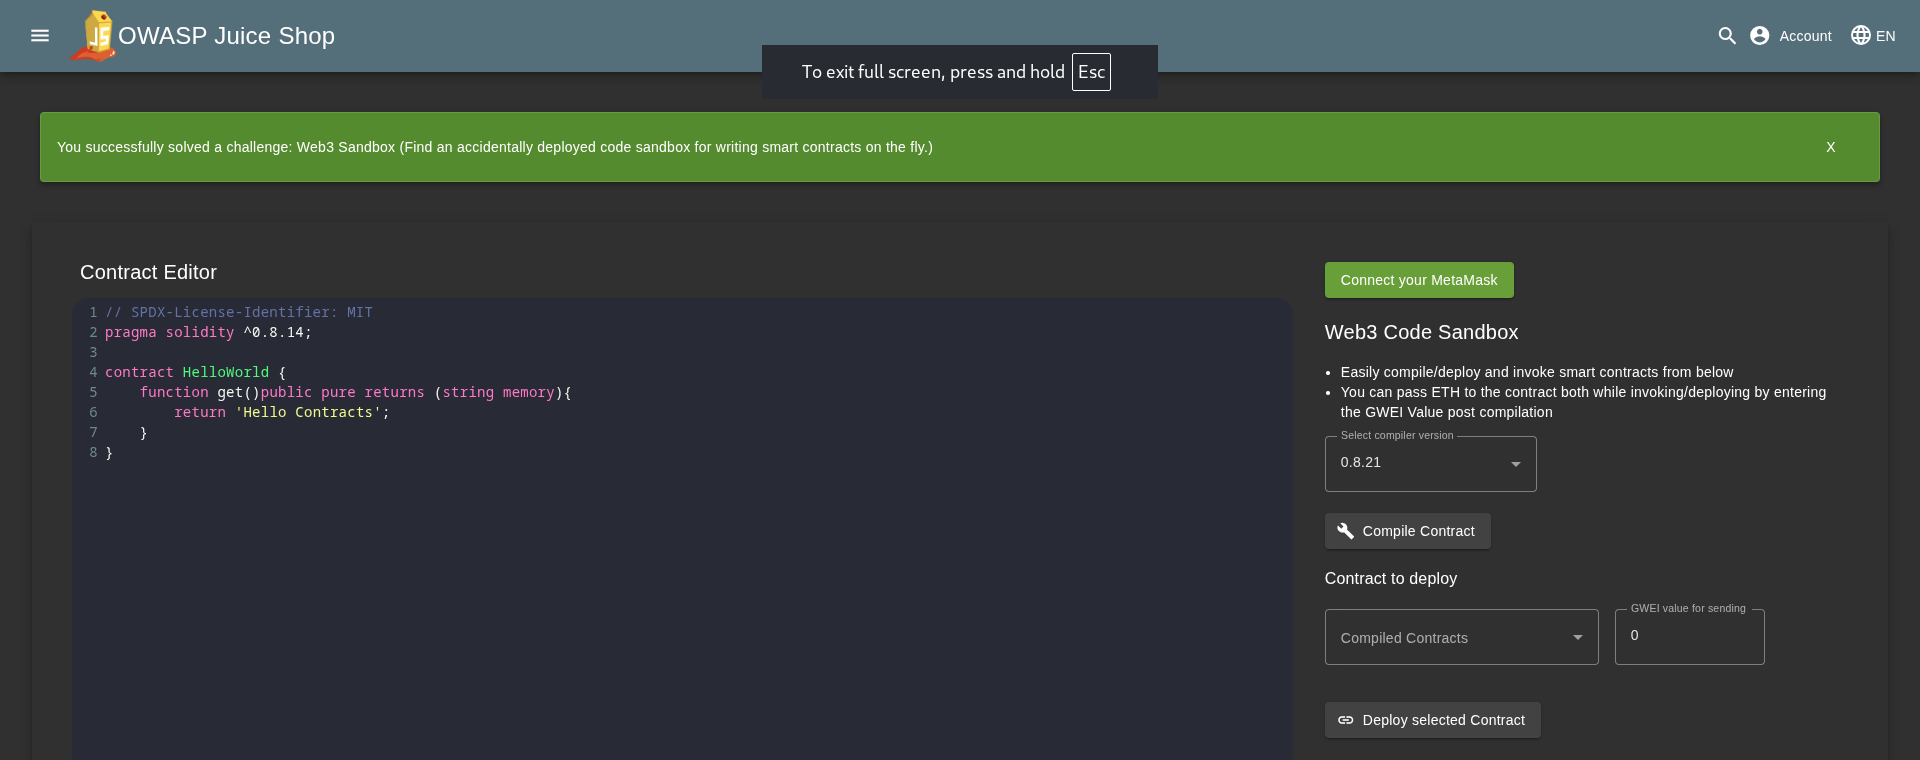 OWASP Juice Shop
Account
EN
To exit full screen, press and hold Esc
You successfully solved a challenge: Web3 Sandbox (Find an accidentally deployed code sandbox for writing smart contracts on the fly.)
X
Contract Editor
1 // SPDX-License-Identifier: MIT
2 pragma solidity ^0.8.14;
3
4 contract HelloWorld {
5     function get()public pure returns (string memory){
6         return 'Hello Contracts';
7     }
8 }
Connect your MetaMask
Web3 Code Sandbox
• Easily compile/deploy and invoke smart contracts from below
• You can pass ETH to the contract both while invoking/deploying by entering
the GWEI Value post compilation
Select compiler version
0.8.21
Compile Contract
Contract to deploy
Compiled Contracts
GWEI value for sending
0
Deploy selected Contract